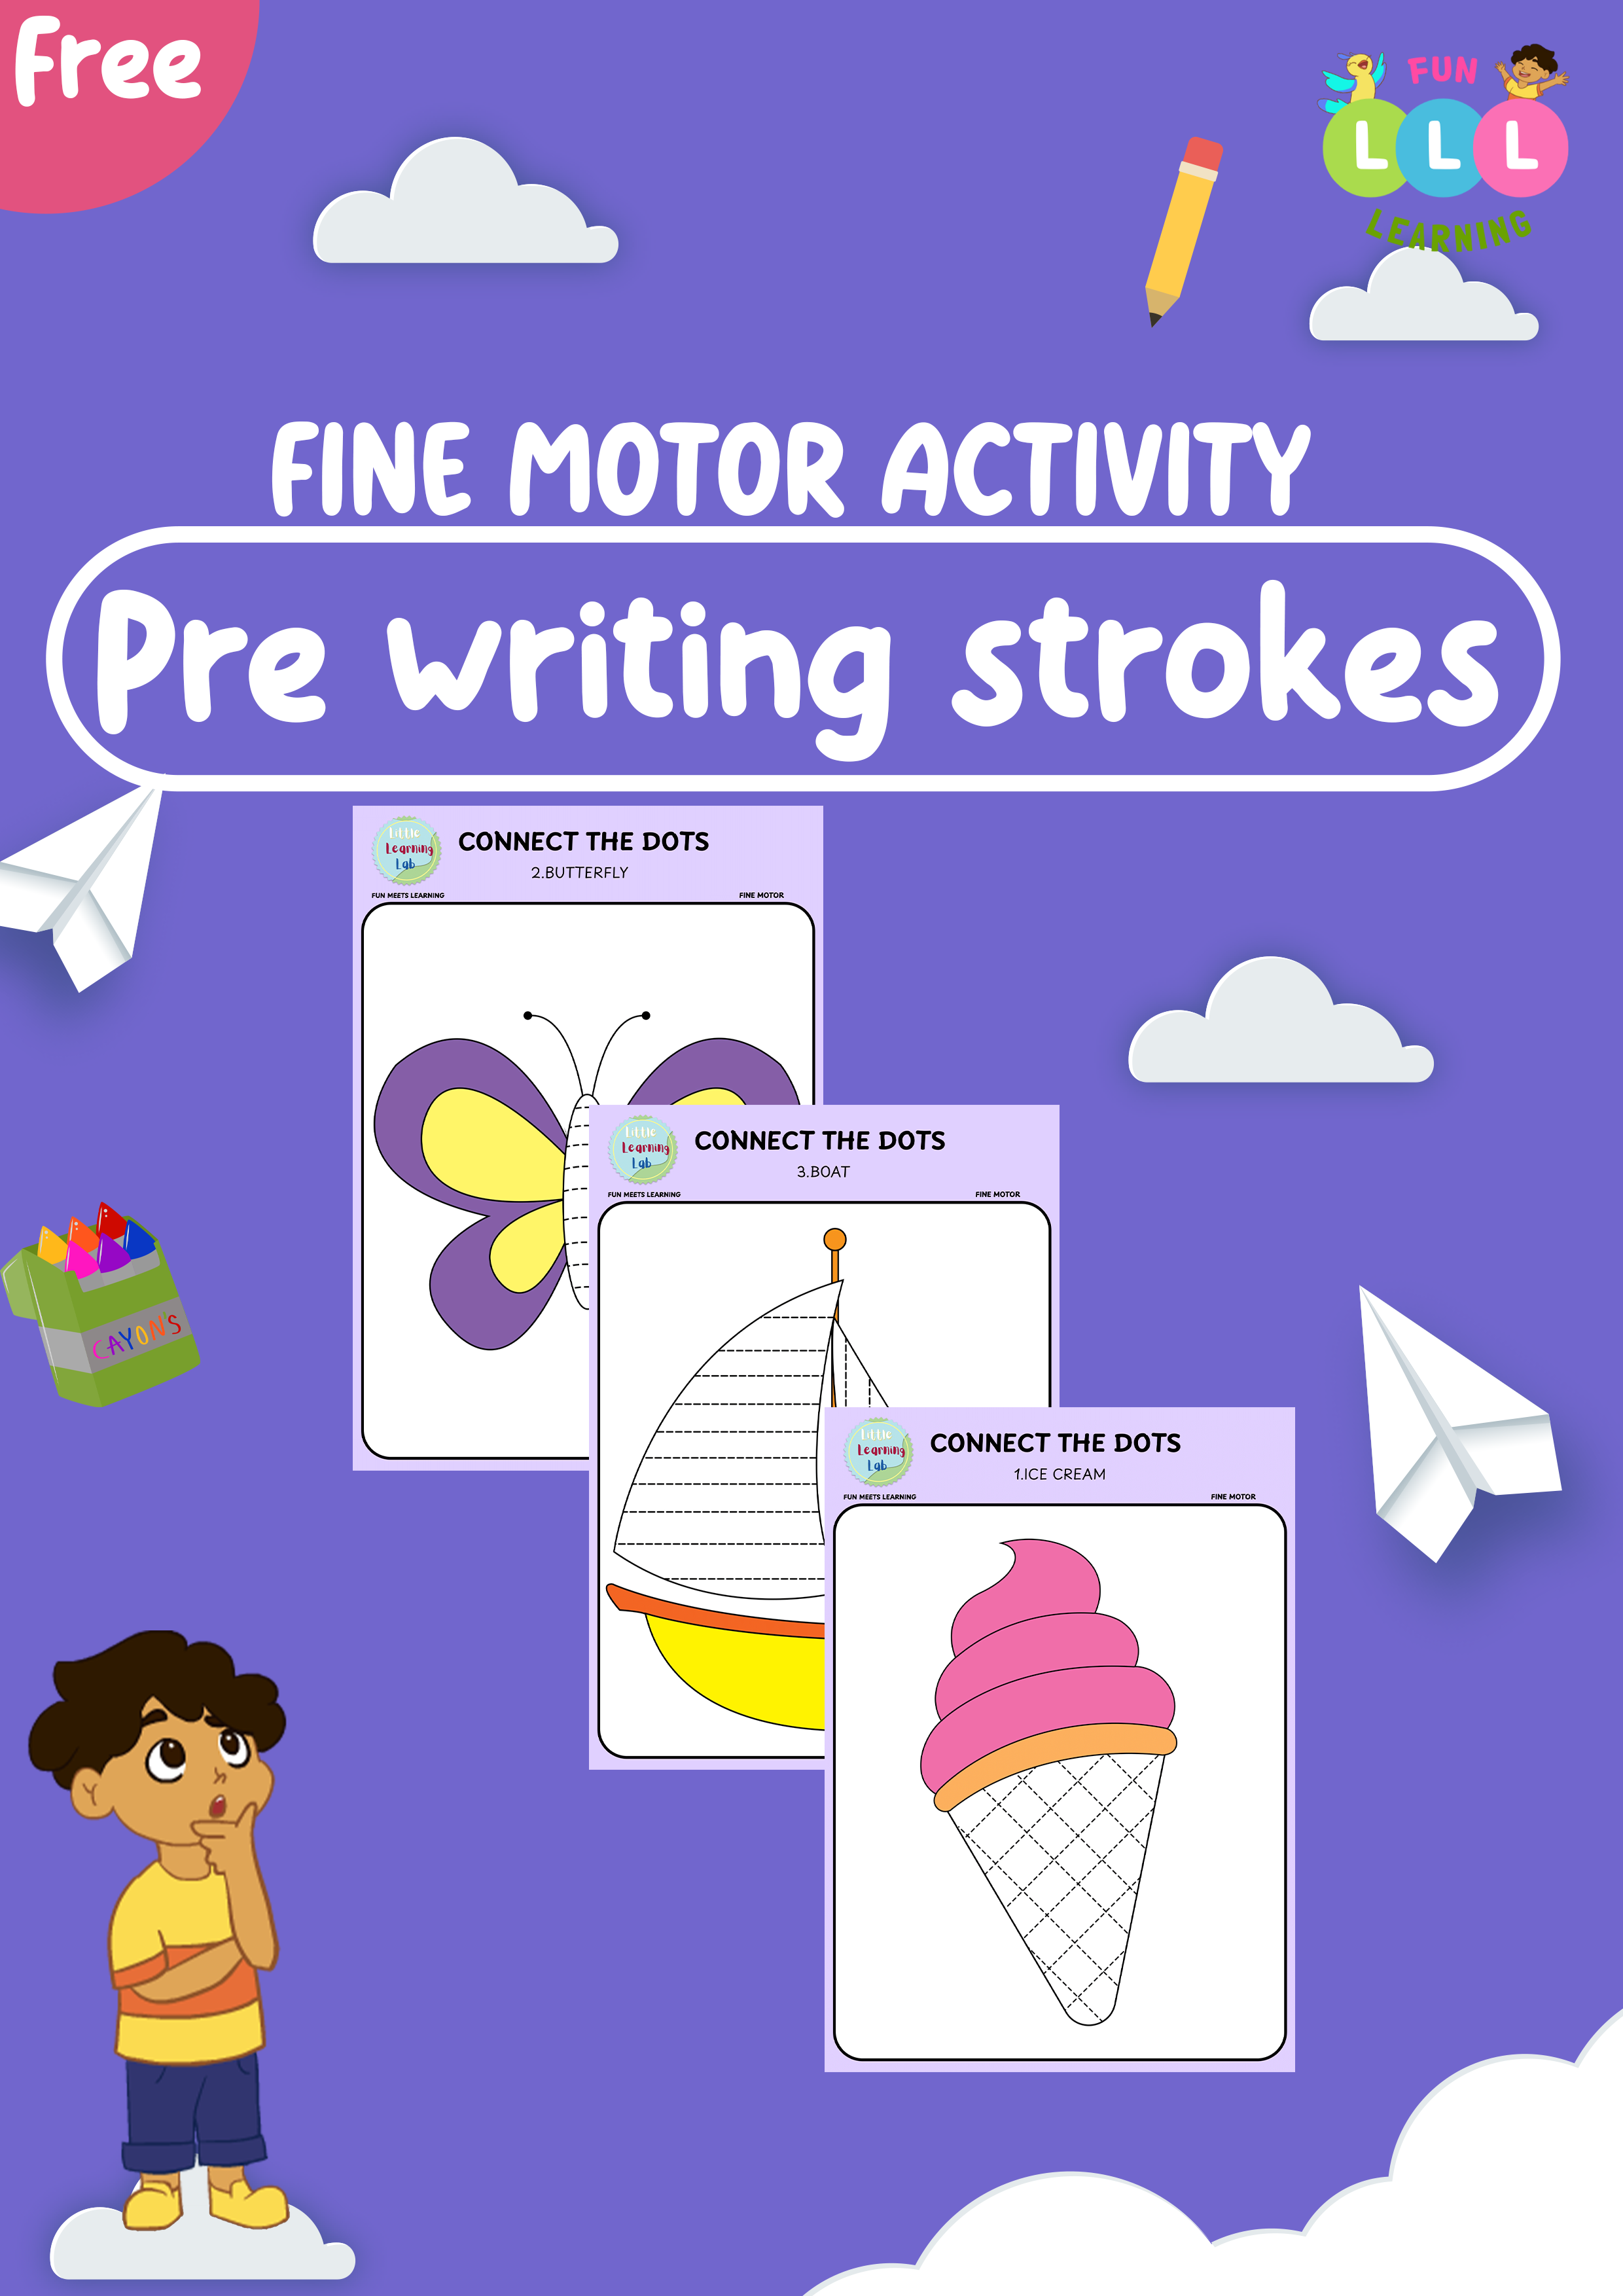 Free
FUN
L L L
LEARNING
FINE MOTOR ACTIVITY
Pre writing strokes
Little
Learning
Lab
CONNECT THE DOTS
2.BUTTERFLY
FUN MEETS LEARNING
FINE MOTOR
Little
Learning
Lab
CONNECT THE DOTS
3.BOAT
FUN MEETS LEARNING
FINE MOTOR
CAYON'S
Little
Learning
Lab
CONNECT THE DOTS
1.ICE CREAM
FUN MEETS LEARNING
FINE MOTOR